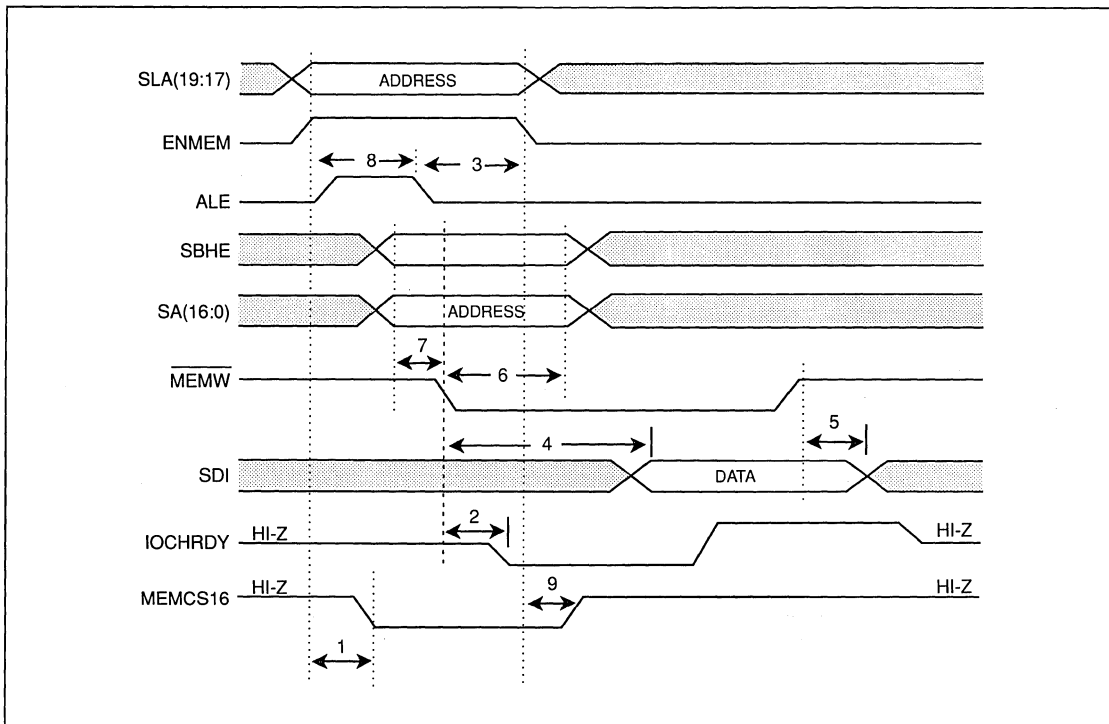 SLA(19:17)
ADDRESS
ENMEM
8
3
ALE
SBHE
SA(16:0)
ADDRESS
7
MEMW
6
5
4
SDI
DATA
2
IOCHRDY
HI-Z
HI-Z
9
MEMCS16
HI-Z
HI-Z
1